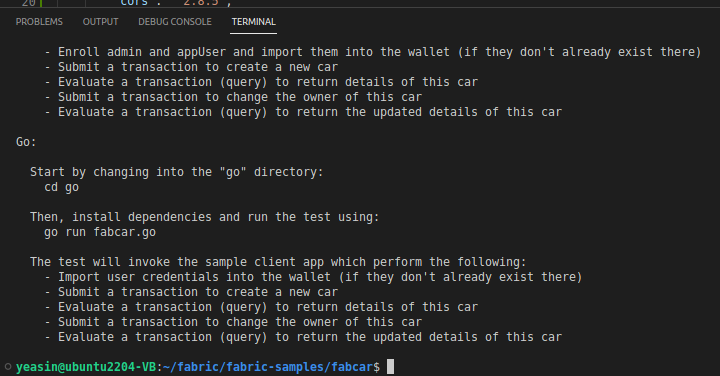 20 cors : 2.8.5 ,
PROBLEMS OUTPUT DEBUG CONSOLE TERMINAL
- Enroll admin and appUser and import them into the wallet (if they don't already exist there)
- Submit a transaction to create a new car
- Evaluate a transaction (query) to return details of this car
- Submit a transaction to change the owner of this car
- Evaluate a transaction (query) to return the updated details of this car
Go:
Start by changing into the "go" directory:
cd go
Then, install dependencies and run the test using:
go run fabcar.go
The test will invoke the sample client app which perform the following:
- Import user credentials into the wallet (if they don't already exist there)
- Submit a transaction to create a new car
- Evaluate a transaction (query) to return details of this car
- Submit a transaction to change the owner of this car
- Evaluate a transaction (query) to return the updated details of this car
yeasin@ubuntu2204-VB:~/fabric/fabric-samples/fabcar$